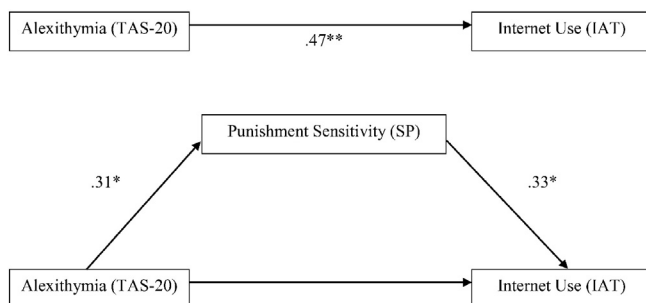 Alexithymia (TAS-20)
Internet Use (IAT)
.47**
Punishment Sensitivity (SP)
.31*
.33*
Alexithymia (TAS-20)
Internet Use (IAT)